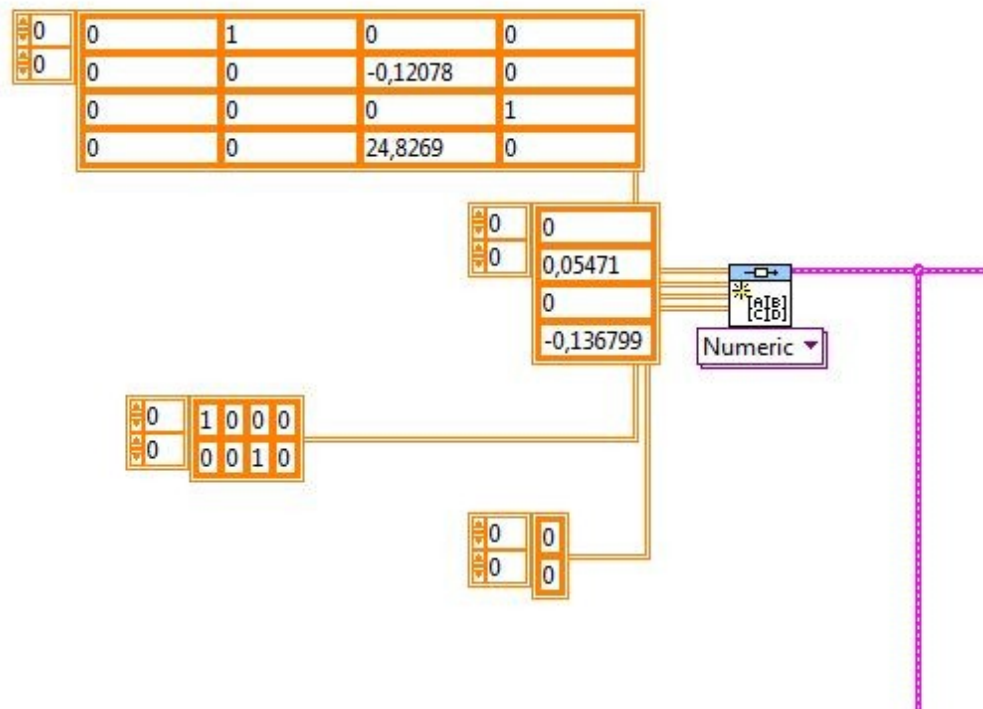 0 0 1 0 0
0 0 0 -0,12078 0
0 0 0 1
0 0 24,8269 0
0 0
0 0,05471
0
-0,136799
[A|B]
[C|D]
Numeric
0 1 0 0 0
0 0 0 1 0
0 0
0 0